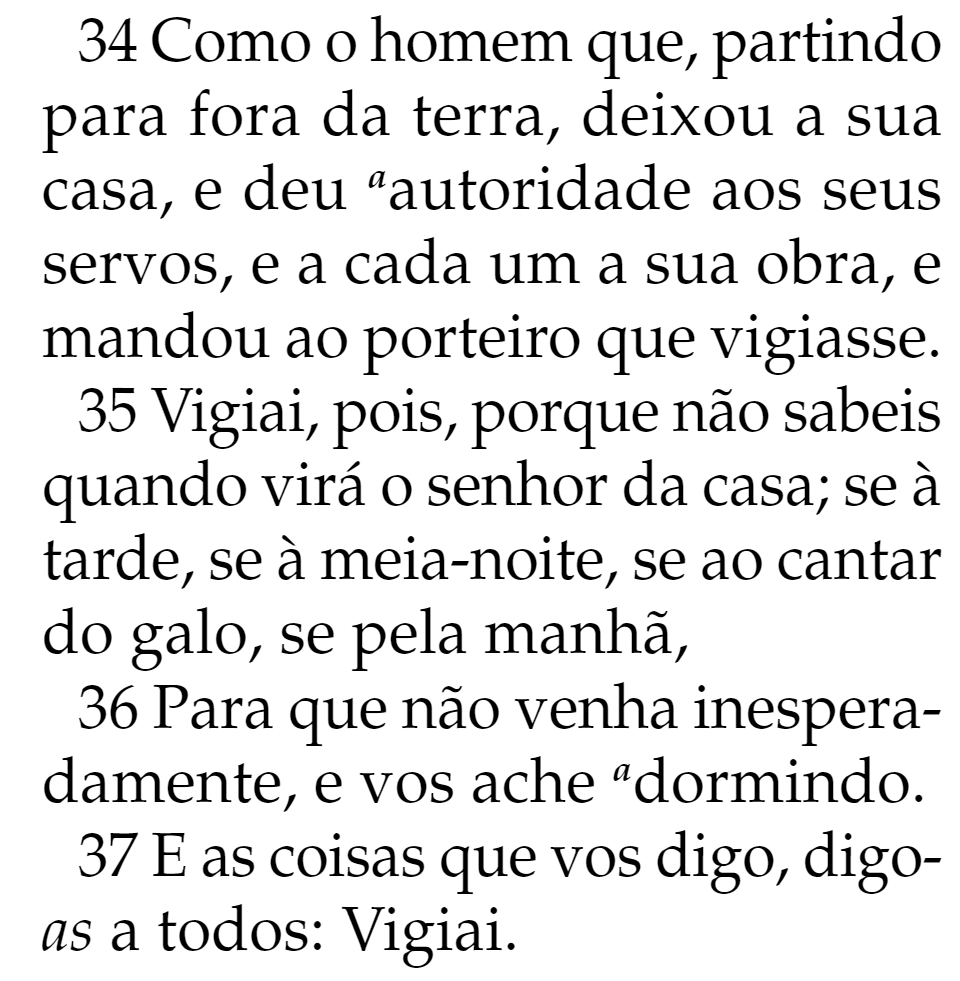 34 Como o homem que, partindo
para fora da terra, deixou a sua
casa, e deu ᵃautoridade aos seus
servos, e a cada um a sua obra, e
mandou ao porteiro que vigiasse.
35 Vigiai, pois, porque não sabeis
quando virá o senhor da casa; se à
tarde, se à meia-noite, se ao cantar
do galo, se pela manhã,
36 Para que não venha inespera-
damente, e vos ache ᵃdormindo.
37 E as coisas que vos digo, digo-
as a todos: Vigiai.